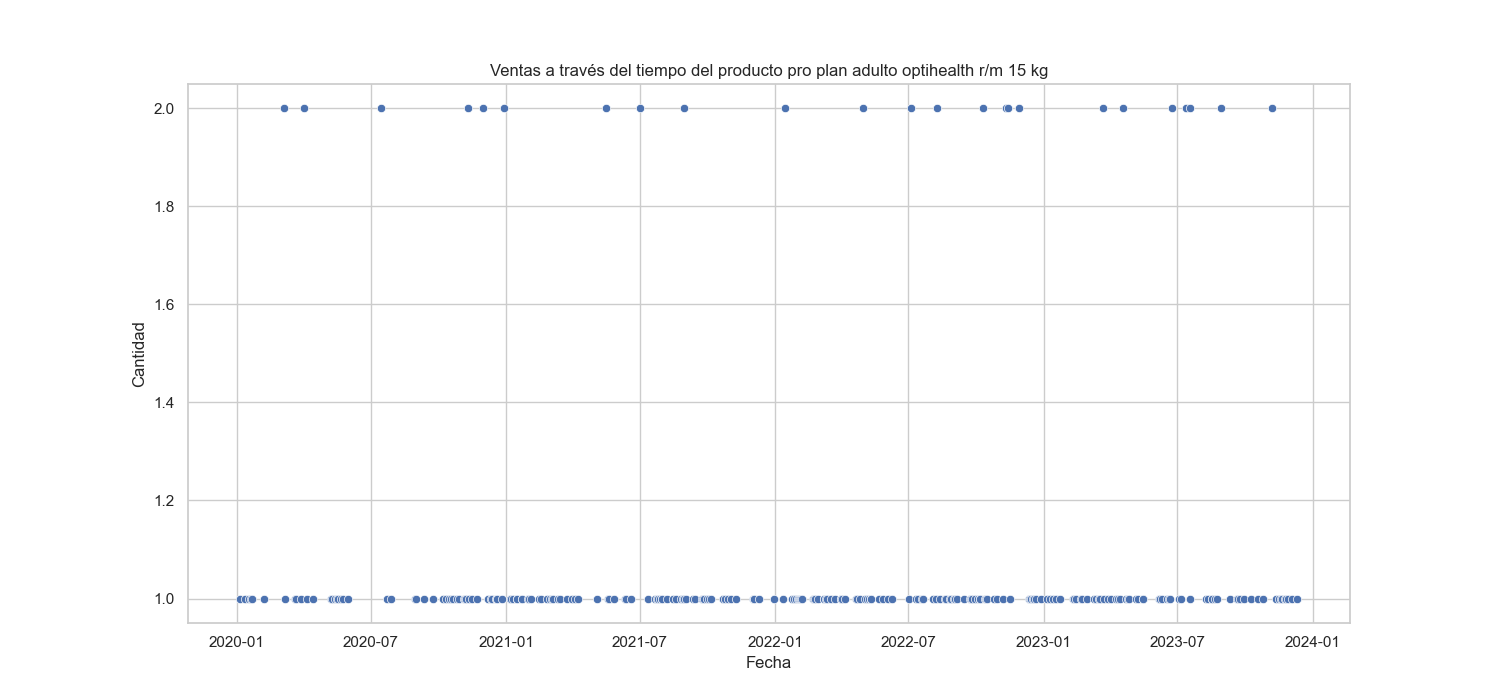 Ventas a través del tiempo del producto pro plan adulto optihealth r/m 15 kg
2.0
1.8
1.6
1.4
1.2
1.0
Cantidad
2020-01 2020-07 2021-01 2021-07 2022-01 2022-07 2023-01 2023-07 2024-01
Fecha